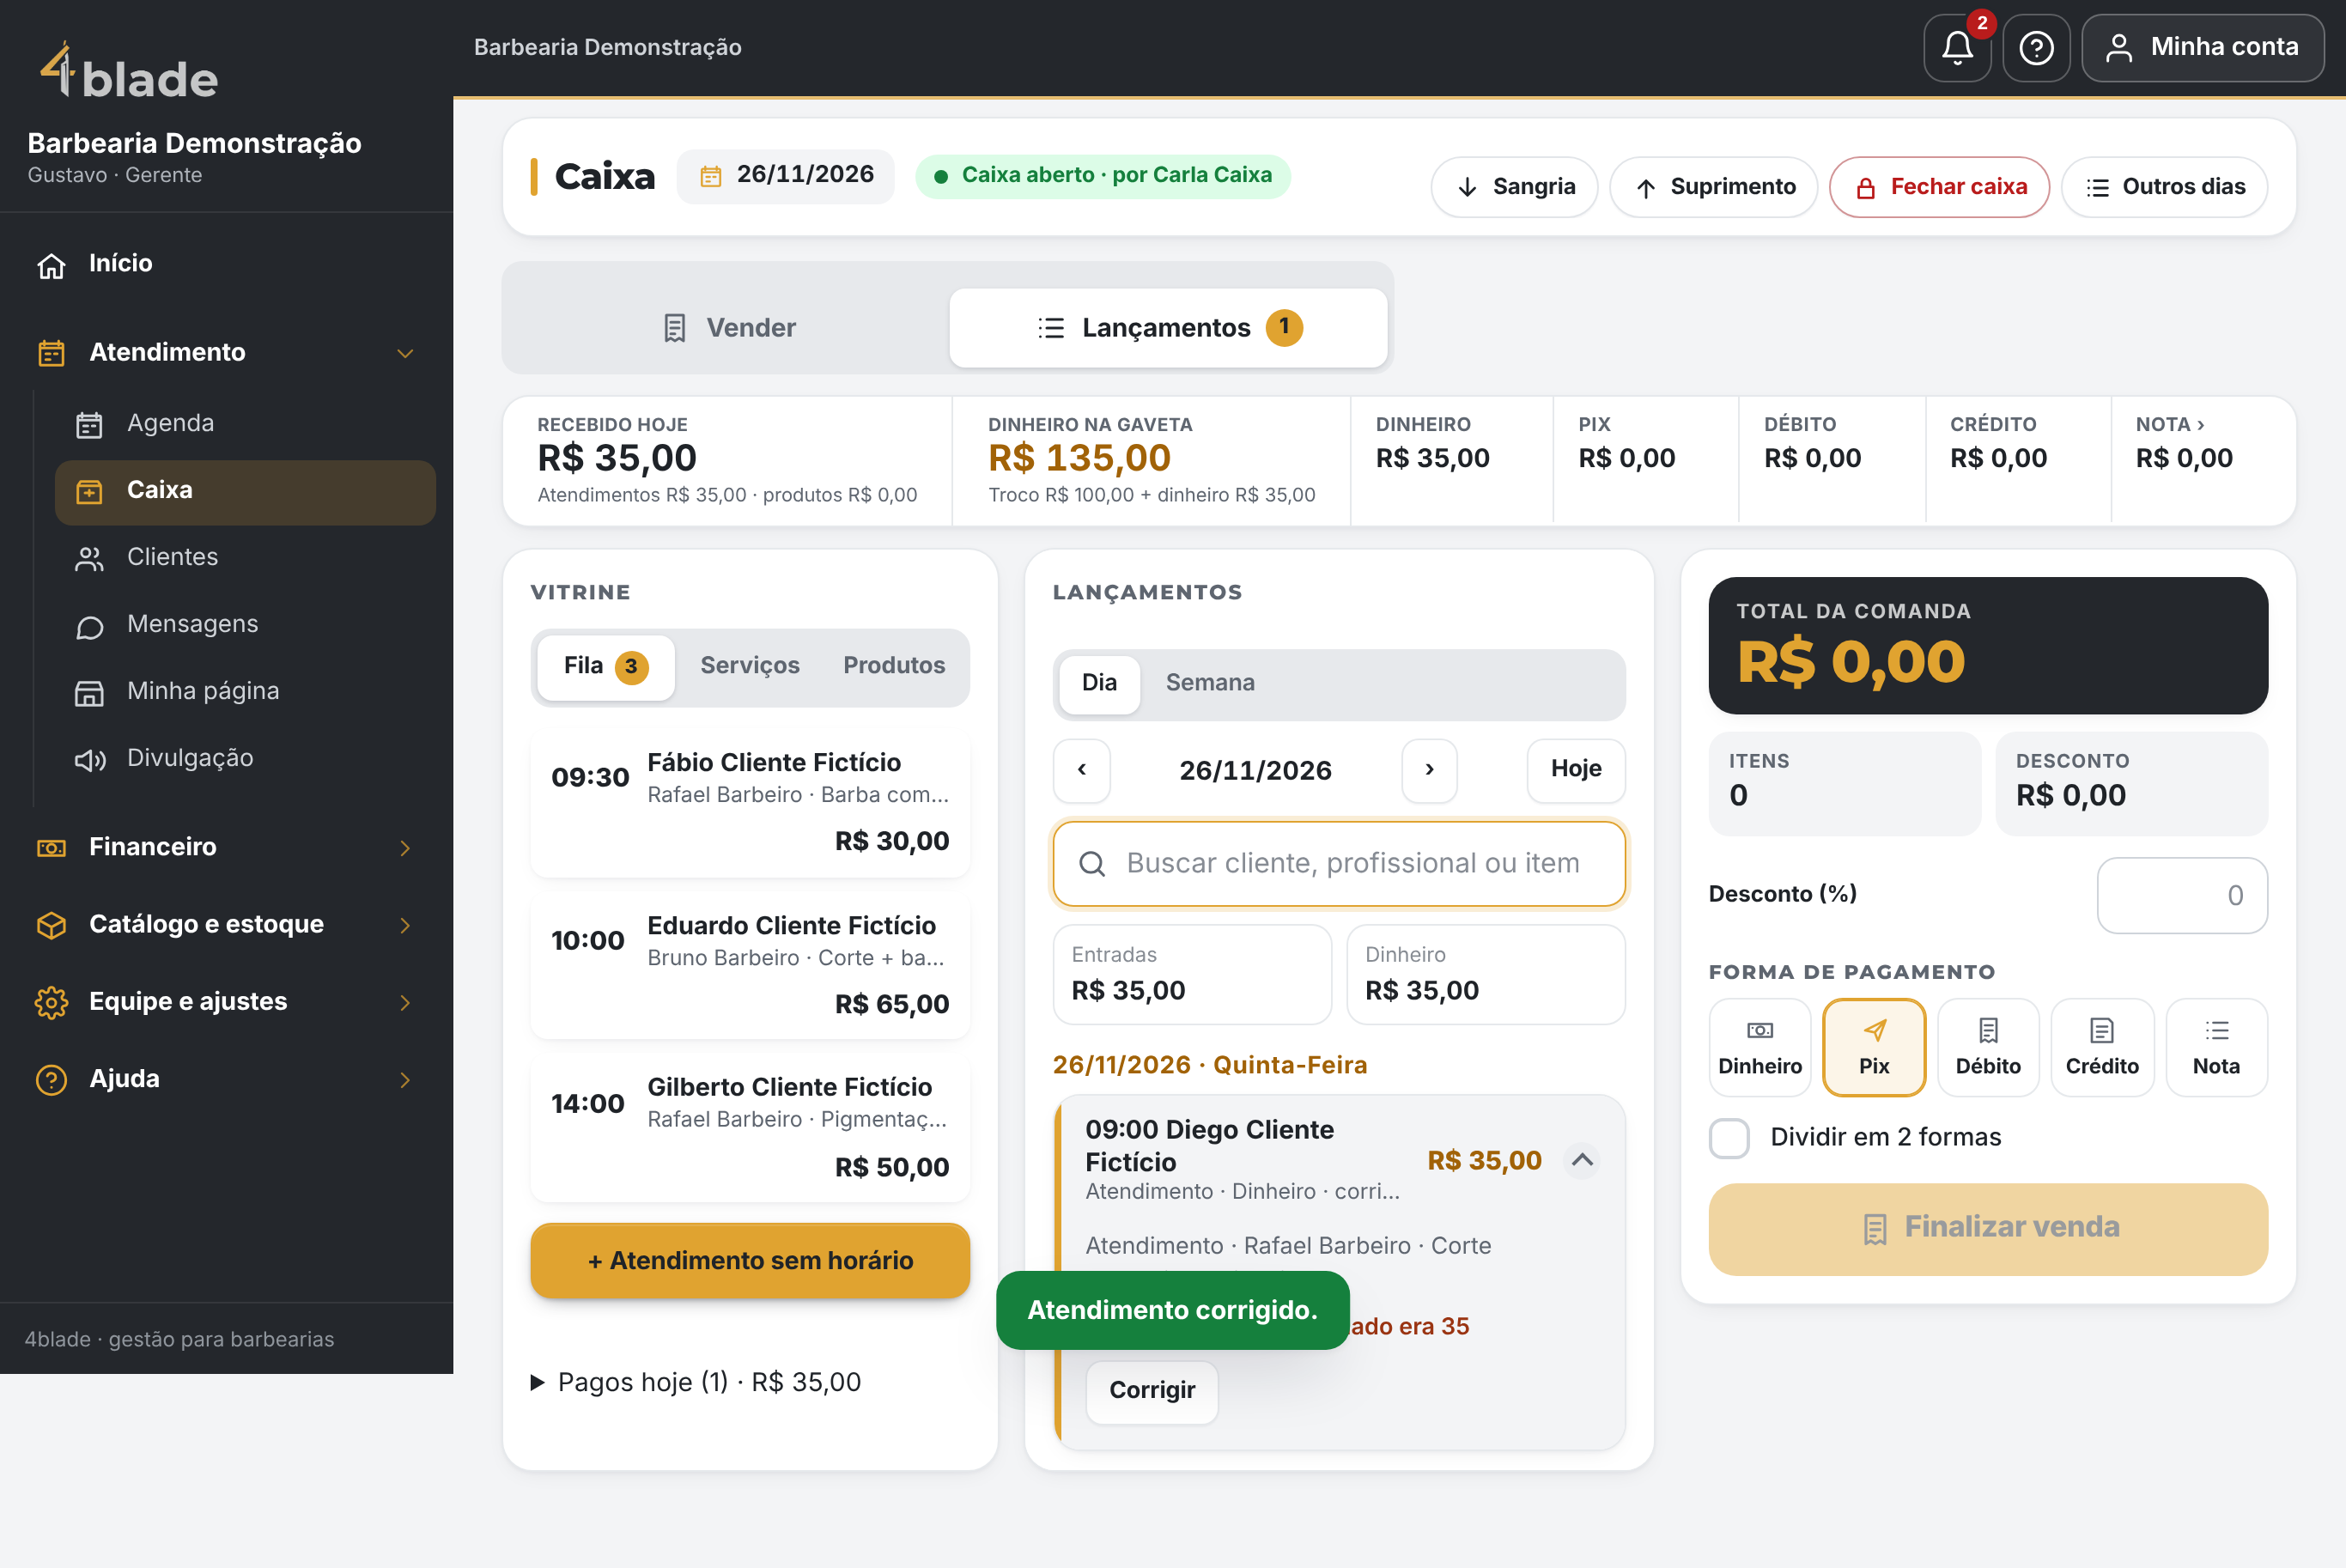 4blade
Barbearia Demonstração
Gustavo · Gerente
Início
Atendimento
Agenda
Caixa
Clientes
Mensagens
Minha página
Divulgação
Financeiro
Catálogo e estoque
Equipe e ajustes
Ajuda
4blade · gestão para barbearias
Barbearia Demonstração
2
Minha conta
Caixa
26/11/2026
Caixa aberto · por Carla Caixa
Sangria
Suprimento
Fechar caixa
Outros dias
Vender
Lançamentos 1
RECEBIDO HOJE
R$ 35,00
Atendimentos R$ 35,00 · produtos R$ 0,00
DINHEIRO NA GAVETA
R$ 135,00
Troco R$ 100,00 + dinheiro R$ 35,00
DINHEIRO
R$ 35,00
PIX
R$ 0,00
DÉBITO
R$ 0,00
CRÉDITO
R$ 0,00
NOTA ›
R$ 0,00
VITRINE
Fila 3
Serviços
Produtos
09:30
Fábio Cliente Fictício
Rafael Barbeiro · Barba com...
R$ 30,00
10:00
Eduardo Cliente Fictício
Bruno Barbeiro · Corte + ba...
R$ 65,00
14:00
Gilberto Cliente Fictício
Rafael Barbeiro · Pigmentaç...
R$ 50,00
+ Atendimento sem horário
Pagos hoje (1) · R$ 35,00
LANÇAMENTOS
Dia
Semana
‹
26/11/2026
›
Hoje
Buscar cliente, profissional ou item
Entradas
R$ 35,00
Dinheiro
R$ 35,00
26/11/2026 · Quinta-Feira
09:00 Diego Cliente
Fictício
Atendimento · Dinheiro · corri...
R$ 35,00
Atendimento · Rafael Barbeiro · Corte
Atendimento corrigido.
era 35
Corrigir
TOTAL DA COMANDA
R$ 0,00
ITENS
0
DESCONTO
R$ 0,00
Desconto (%)
0
FORMA DE PAGAMENTO
Dinheiro
Pix
Débito
Crédito
Nota
Dividir em 2 formas
Finalizar venda